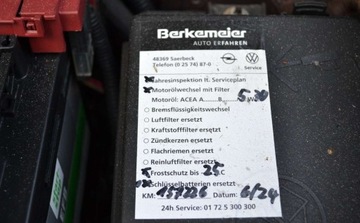 Berkemeier
AUTO ERFAHREN
48369 Saerbeck
Telefon (0 25 74) 87-0
Service
Jahresinspektion lt. Serviceplan
Motorölwechsel mit Filter
Motoröl: ACEA A B 5W30
Bremsflüssigkeitswechsel
Luftfilter ersetzt
Kraftstofffilter ersetzt
Zündkerzen ersetzt
Flachriemen ersetzt
Reinluftfilter ersetzt
Frostschutz bis 25 C
Schlüsselbatterien ersetzt
KM: Datum: 6/24
24h Service: 01 72 5 300 300